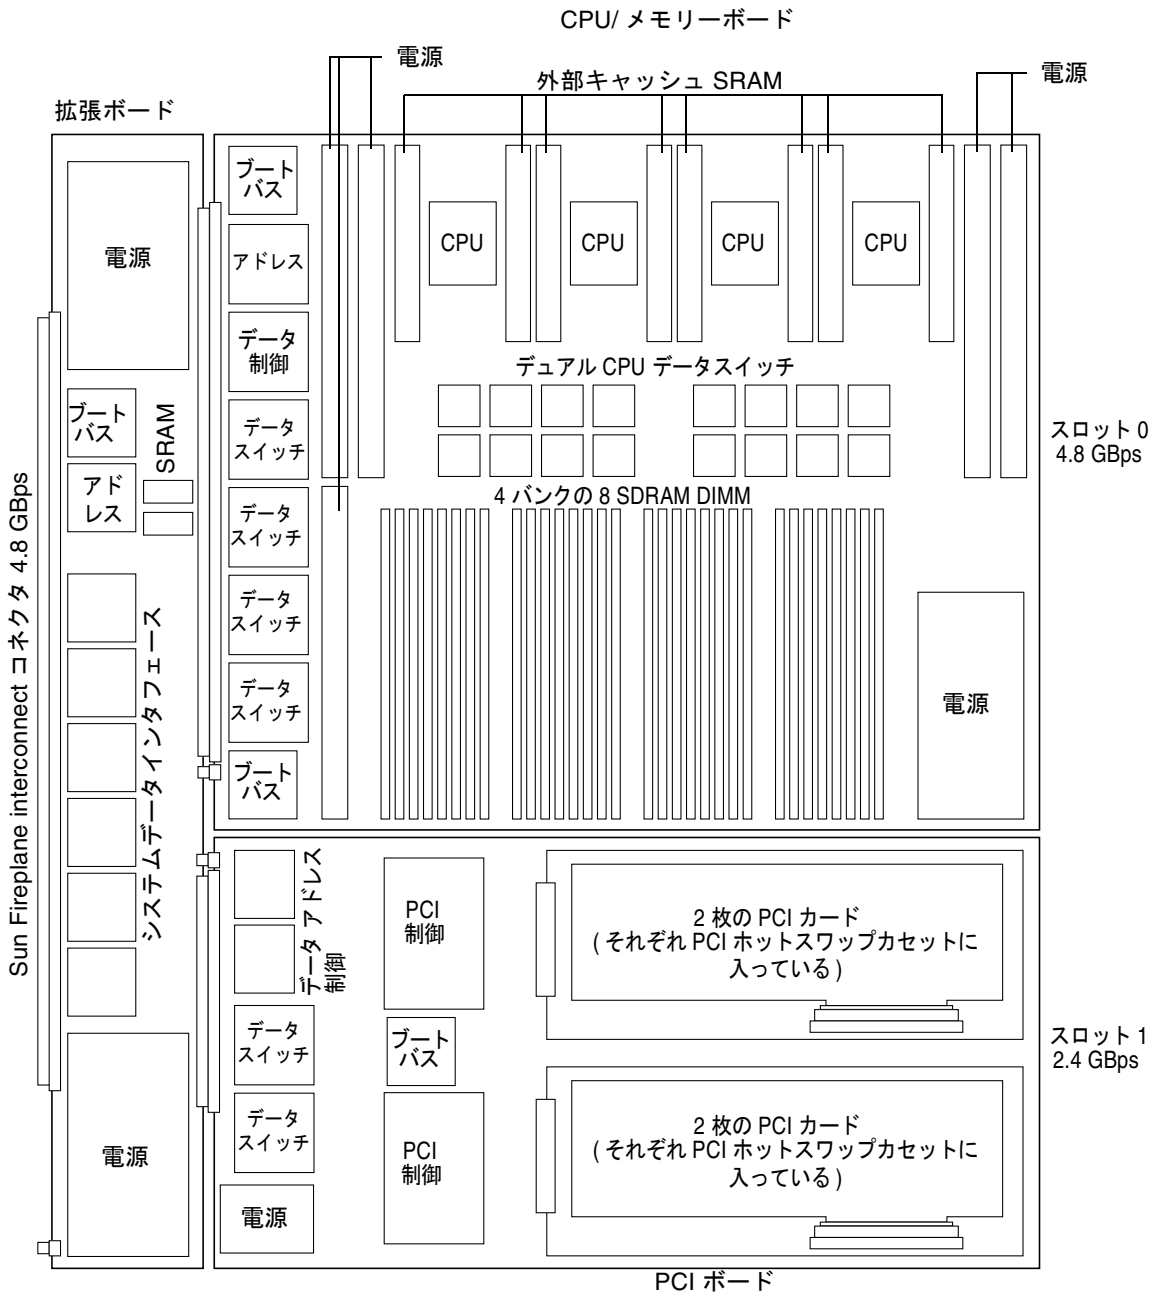 CPU/ メモリーボード
電源
外部キャッシュ SRAM
電源
拡張ボード
電源
ブート
バス
アド
レス
SRAM
システムデータインタフェース
電源
Sun Fireplane interconnect コネクタ 4.8 GBps
ブート
バス
アドレス
データ
制御
データ
スイッチ
データ
スイッチ
データ
スイッチ
データ
スイッチ
ブート
バス
CPU
CPU
CPU
CPU
デュアル CPU データスイッチ
4 バンクの 8 SDRAM DIMM
電源
スロット 0
4.8 GBps
アドレス
データ
制御
データ
スイッチ
データ
スイッチ
電源
PCI
制御
ブート
バス
PCI
制御
2 枚の PCI カード
( それぞれ PCI ホットスワップカセットに
入っている )
2 枚の PCI カード
( それぞれ PCI ホットスワップカセットに
入っている )
スロット 1
2.4 GBps
PCI ボード